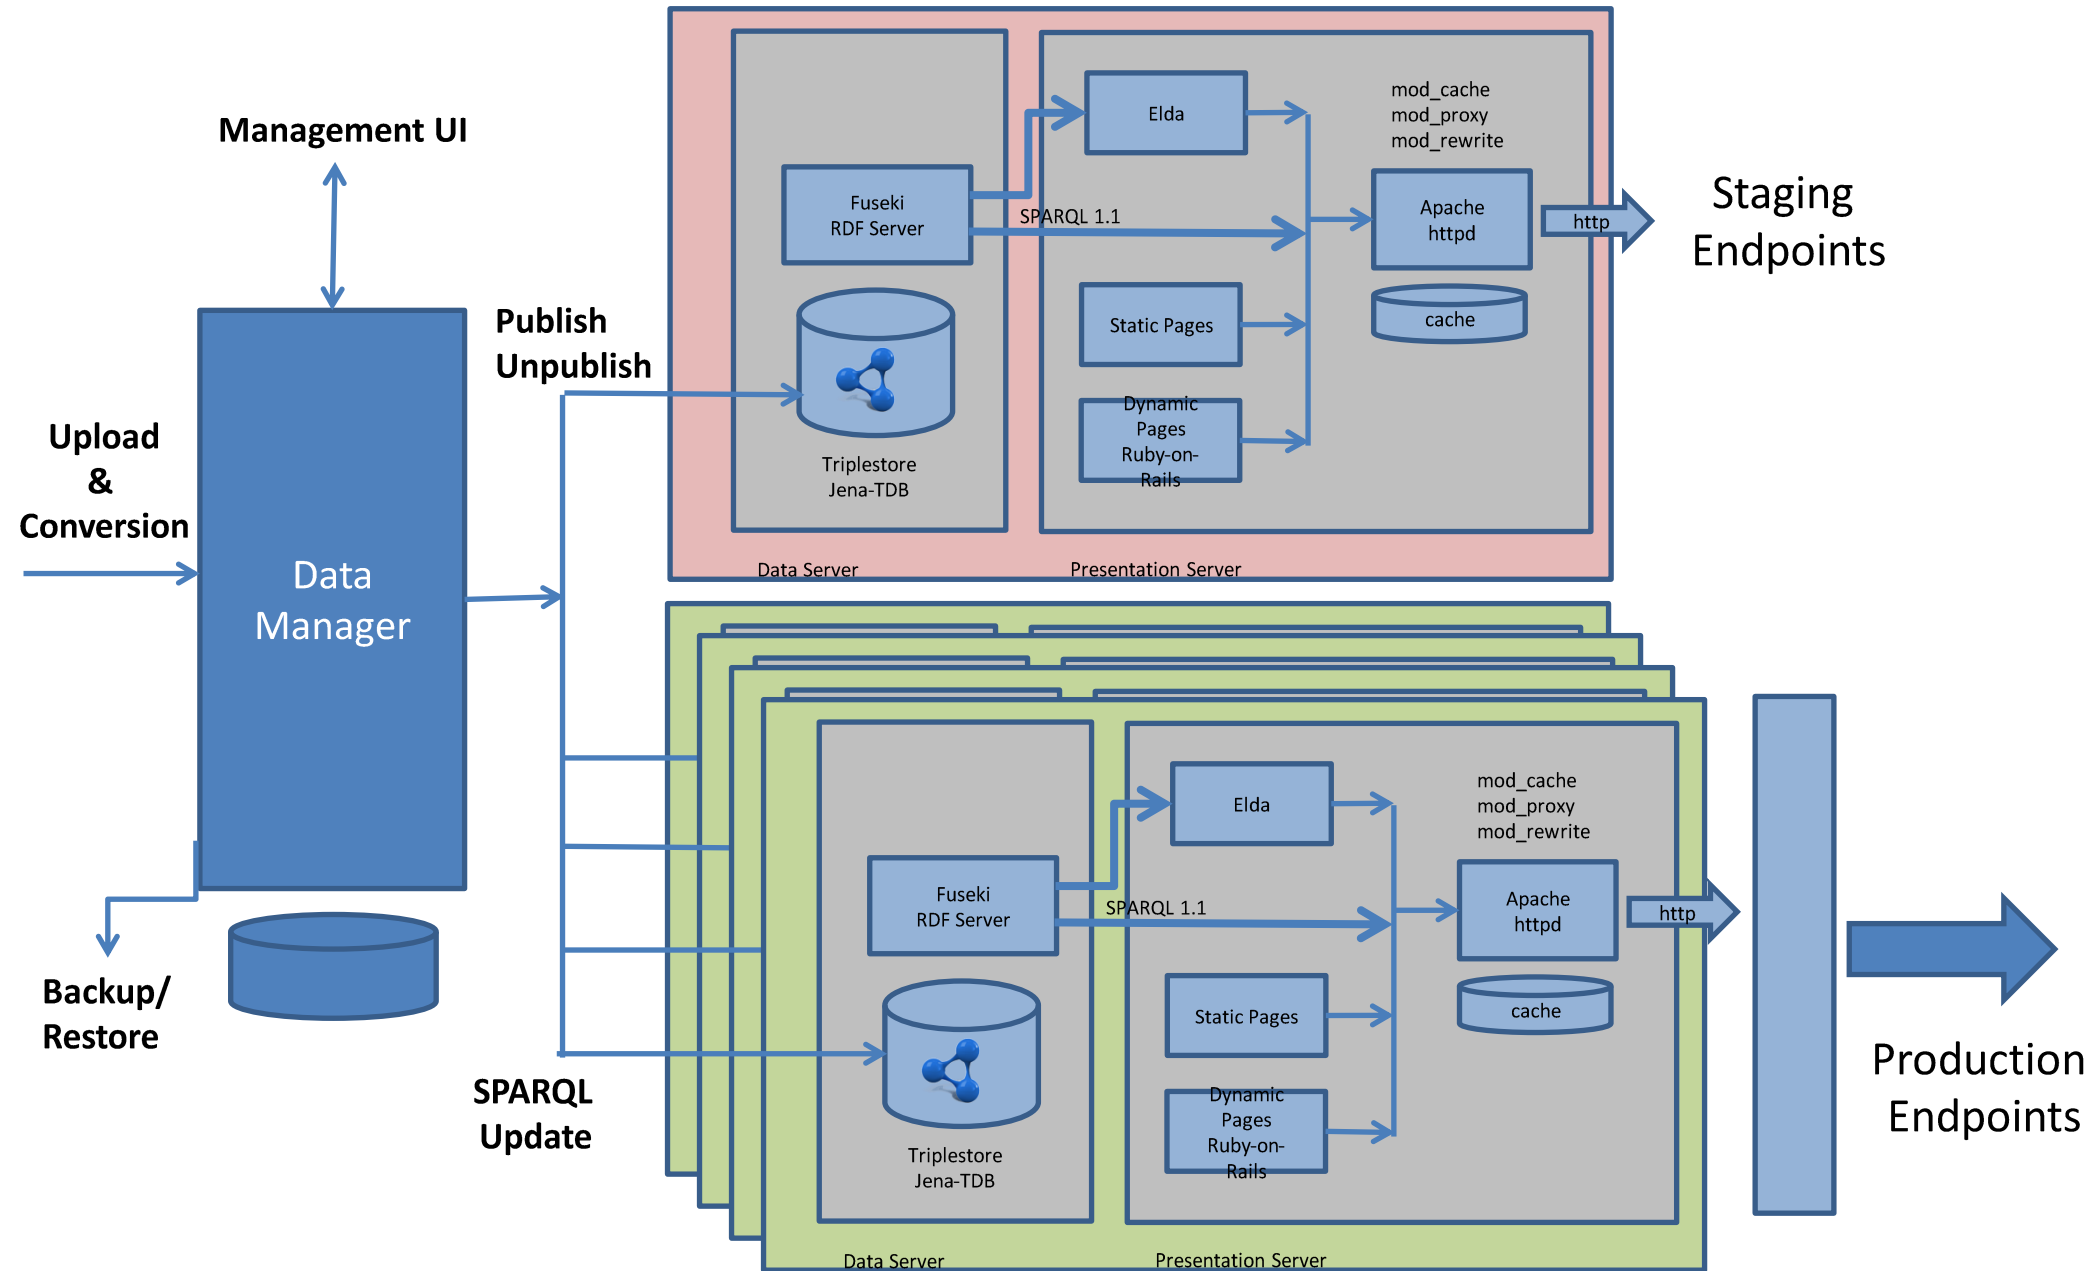 Management UI
Upload
&
Conversion
Data
Manager
Backup/
Restore
Publish
Unpublish
SPARQL
Update
Fuseki
RDF Server
Triplestore
Jena-TDB
Data Server
SPARQL 1.1
Elda
Static Pages
Dynamic
Pages
Ruby-on-
Rails
mod_cache
mod_proxy
mod_rewrite
Apache
httpd
cache
Presentation Server
http
Staging
Endpoints
Fuseki
RDF Server
Triplestore
Jena-TDB
Data Server
SPARQL 1.1
Elda
Static Pages
Dynamic
Pages
Ruby-on-
Rails
mod_cache
mod_proxy
mod_rewrite
Apache
httpd
cache
Presentation Server
http
Production
Endpoints